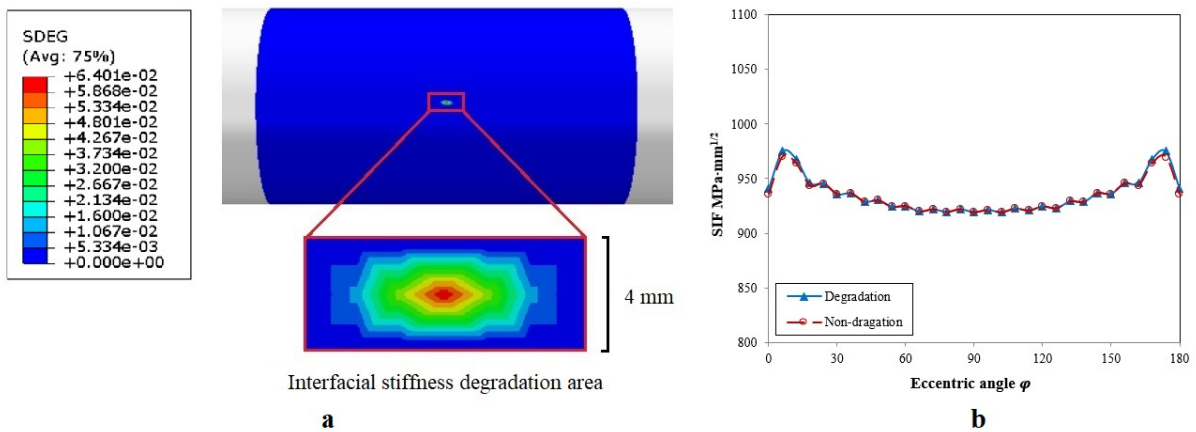 SDEG
(Avg: 75%)
+6.401e-02
+5.868e-02
+5.334e-02
+4.801e-02
+4.267e-02
+3.734e-02
+3.200e-02
+2.667e-02
+2.134e-02
+1.600e-02
+1.067e-02
+5.334e-03
+0.000e+00
4 mm
Interfacial stiffness degradation area
a
SIF MPa·mm1/2
1100
1050
1000
950
900
850
800
Degradation
Non-dragation
0 30 60 90 120 150 180
Eccentric angle φ
b